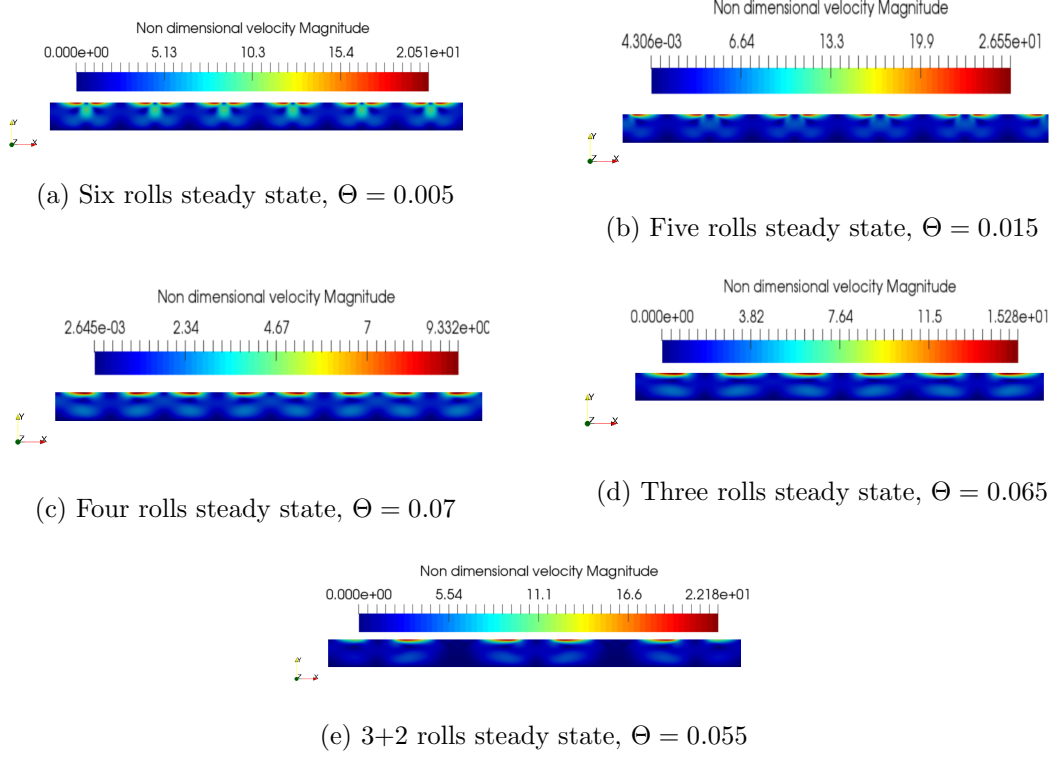 Non dimensional velocity Magnitude
0.000e+00 5.13 10.3 15.4 2.051e+01
Y
Z X
(a) Six rolls steady state, Θ = 0.005
Non dimensional velocity Magnitude
4.306e-03 6.64 13.3 19.9 2.655e+01
Y
Z X
(b) Five rolls steady state, Θ = 0.015
Non dimensional velocity Magnitude
2.645e-03 2.34 4.67 7 9.332e+00
Y
Z X
(c) Four rolls steady state, Θ = 0.07
Non dimensional velocity Magnitude
0.000e+00 3.82 7.64 11.5 1.528e+01
Y
Z X
(d) Three rolls steady state, Θ = 0.065
Non dimensional velocity Magnitude
0.000e+00 5.54 11.1 16.6 2.218e+01
Y
Z X
(e) 3+2 rolls steady state, Θ = 0.055